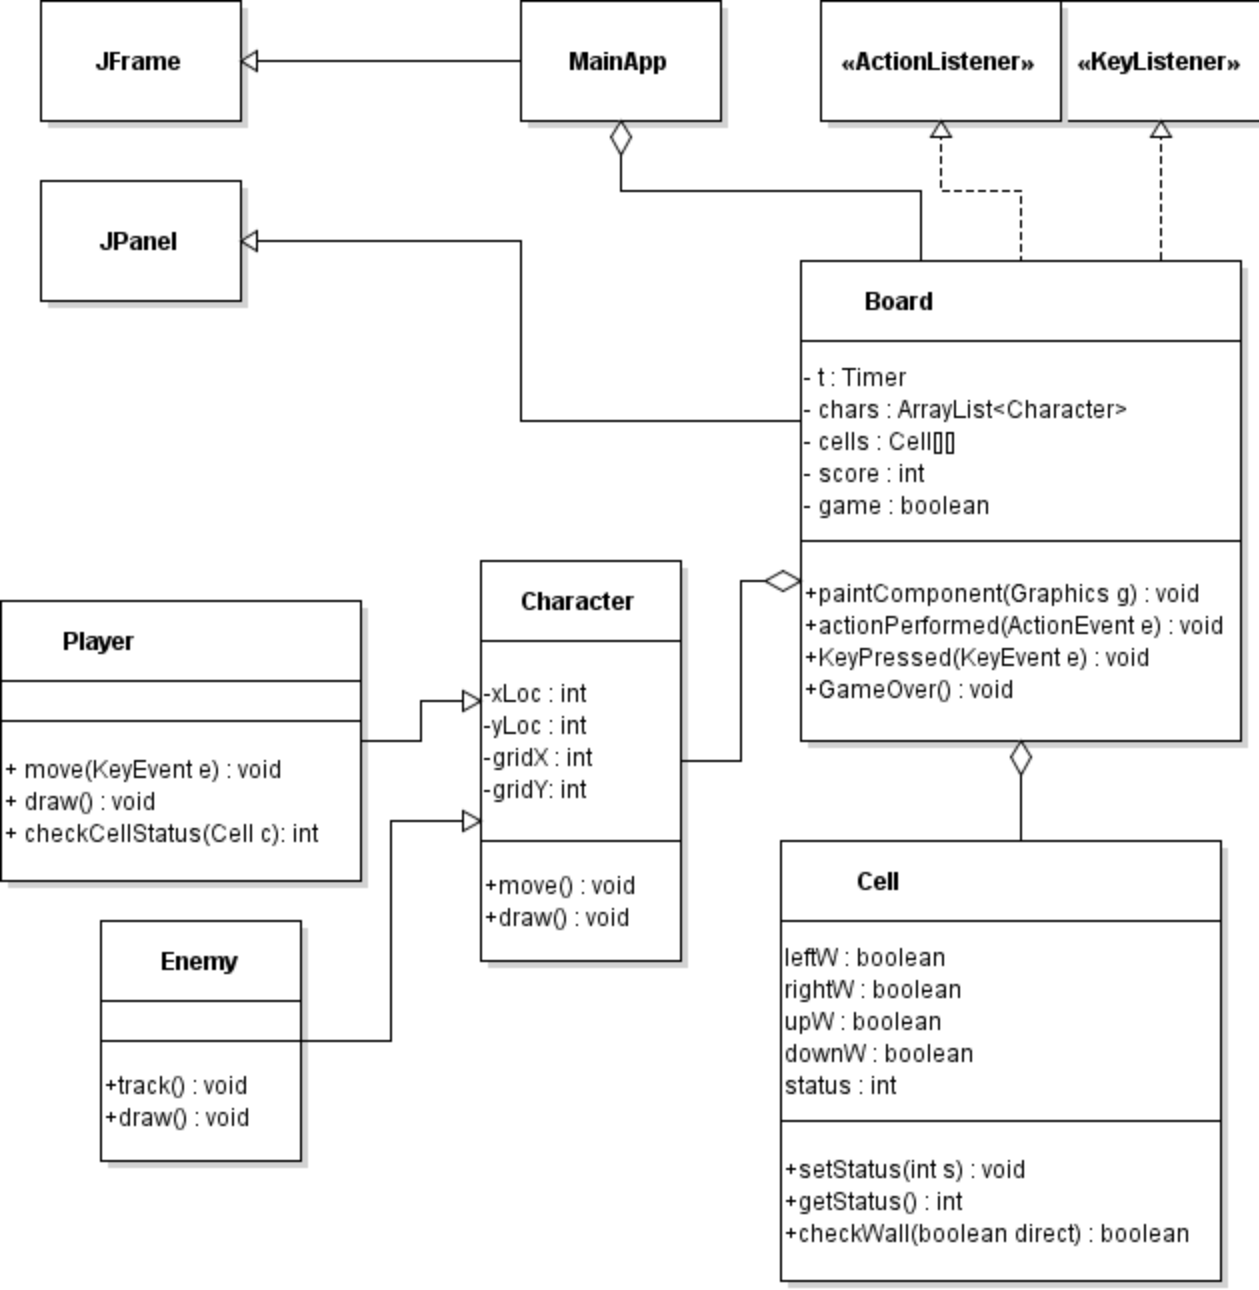 JFrame
MainApp
«ActionListener»
«KeyListener»
JPanel
Board
- t : Timer
- chars : ArrayList<Character>
- cells : Cell[][]
- score : int
- game : boolean
+paintComponent(Graphics g) : void
+actionPerformed(ActionEvent e) : void
+KeyPressed(KeyEvent e) : void
+GameOver() : void
Character
-xLoc : int
-yLoc : int
-gridX : int
-gridY: int
+move() : void
+draw() : void
Player
+ move(KeyEvent e) : void
+ draw() : void
+ checkCellStatus(Cell c): int
Enemy
+track() : void
+draw() : void
Cell
leftW : boolean
rightW : boolean
upW : boolean
downW : boolean
status : int
+setStatus(int s) : void
+getStatus() : int
+checkWall(boolean direct) : boolean